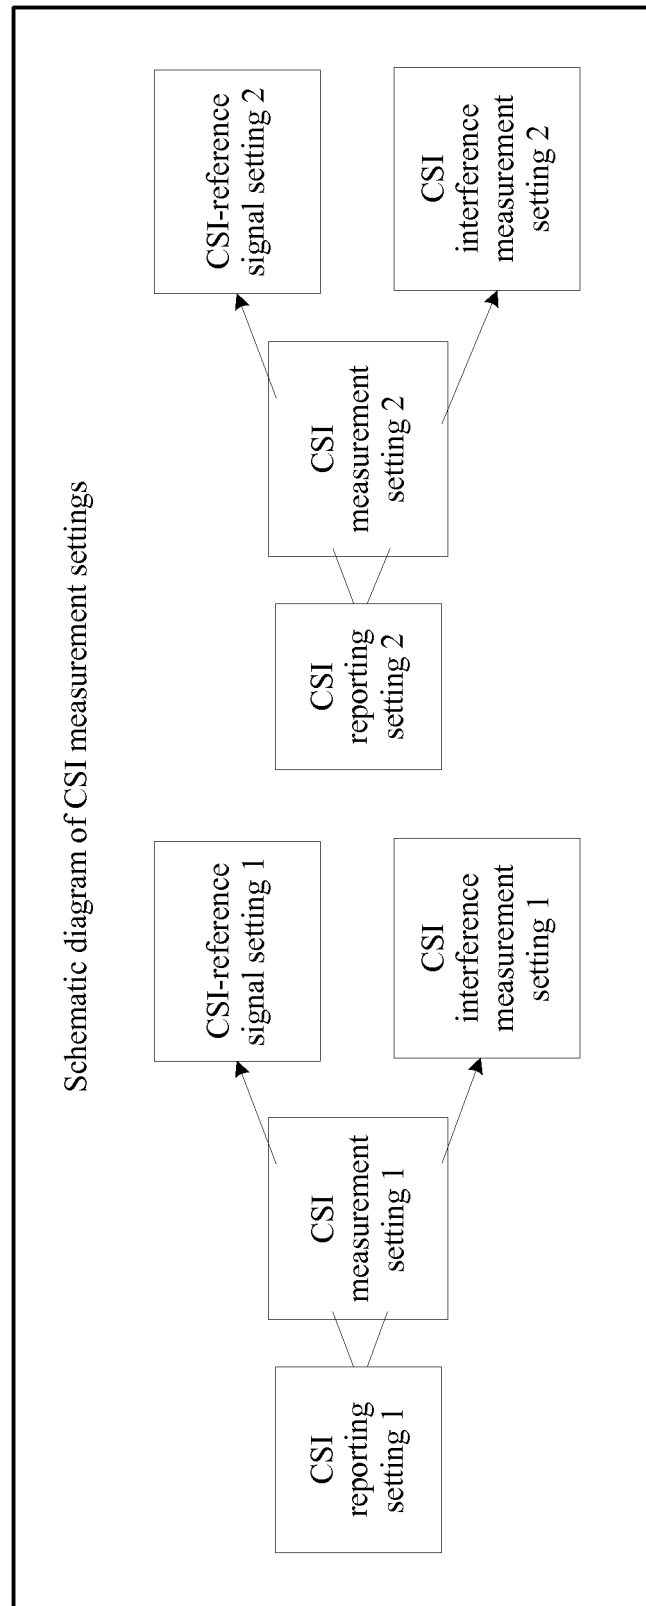 Schematic diagram of CSI measurement settings
CSI
reporting
setting 1
CSI
measurement
setting 1
CSI-reference
signal setting 1
CSI
interference
measurement
setting 1
CSI
reporting
setting 2
CSI
measurement
setting 2
CSI-reference
signal setting 2
CSI
interference
measurement
setting 2